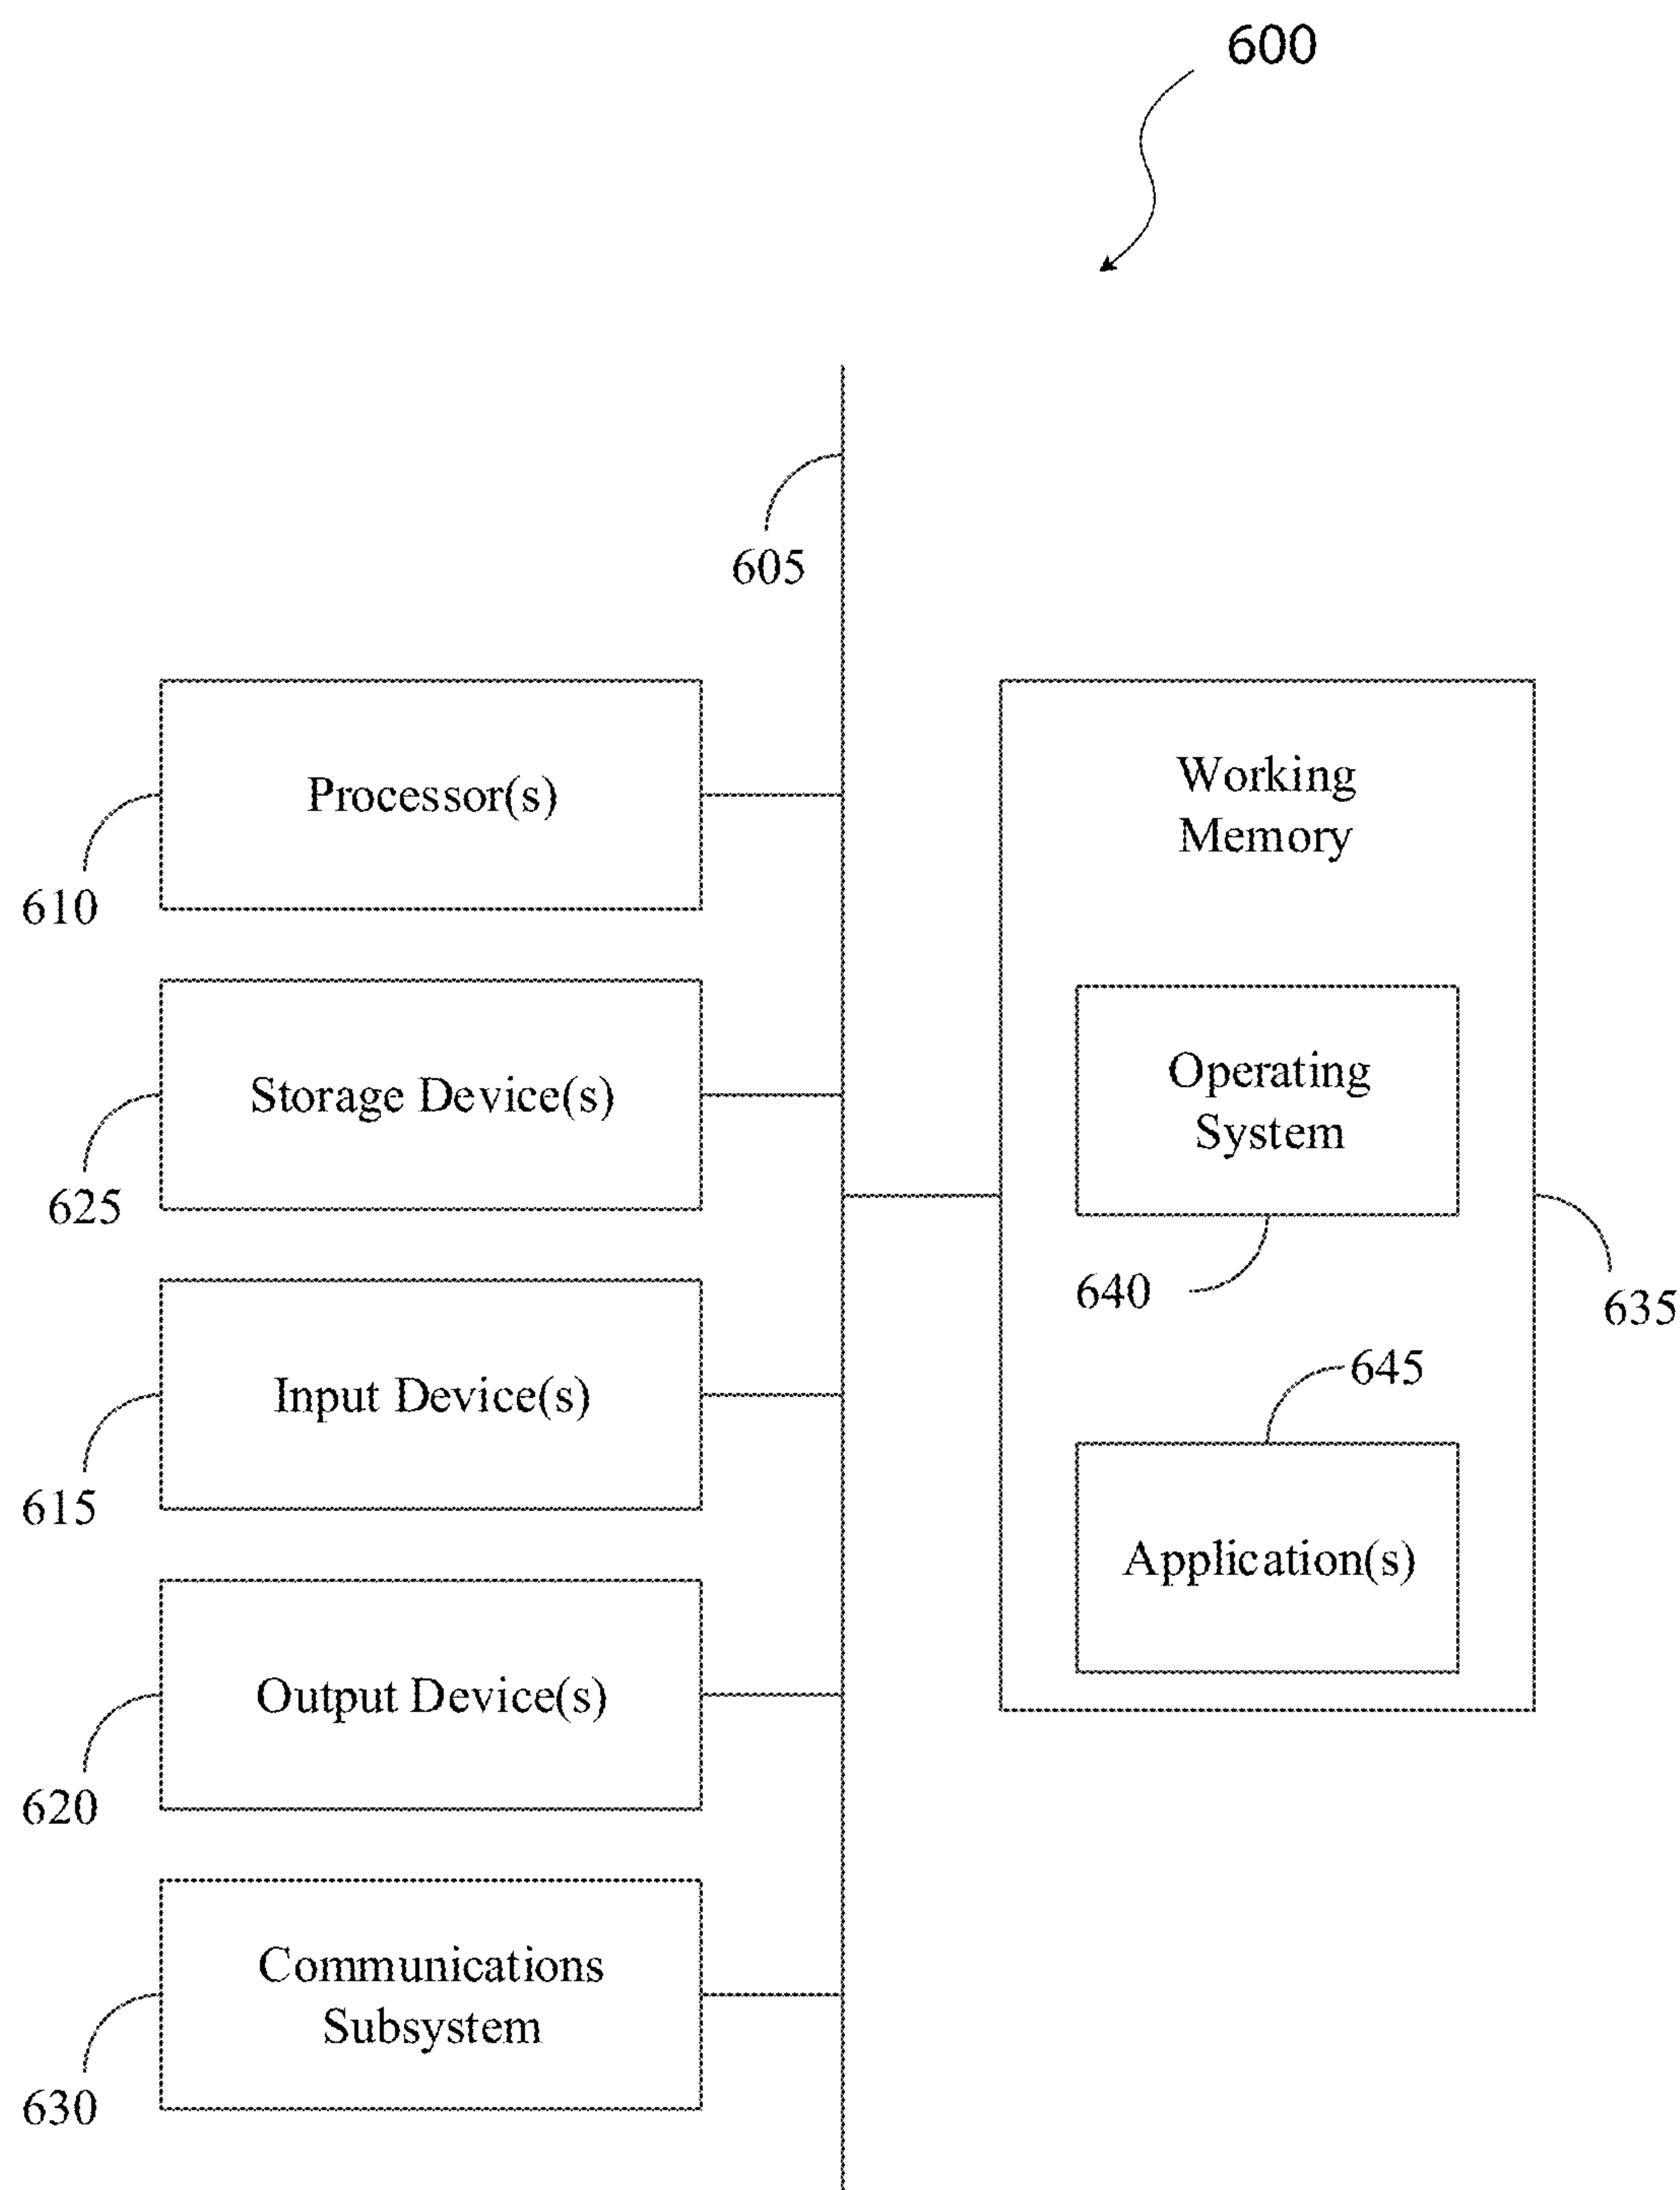 600
605
Processor(s)
610
Storage Device(s)
625
Input Device(s)
615
Output Device(s)
620
Communications
Subsystem
630
Working
Memory
Operating
System
640
635
645
Application(s)